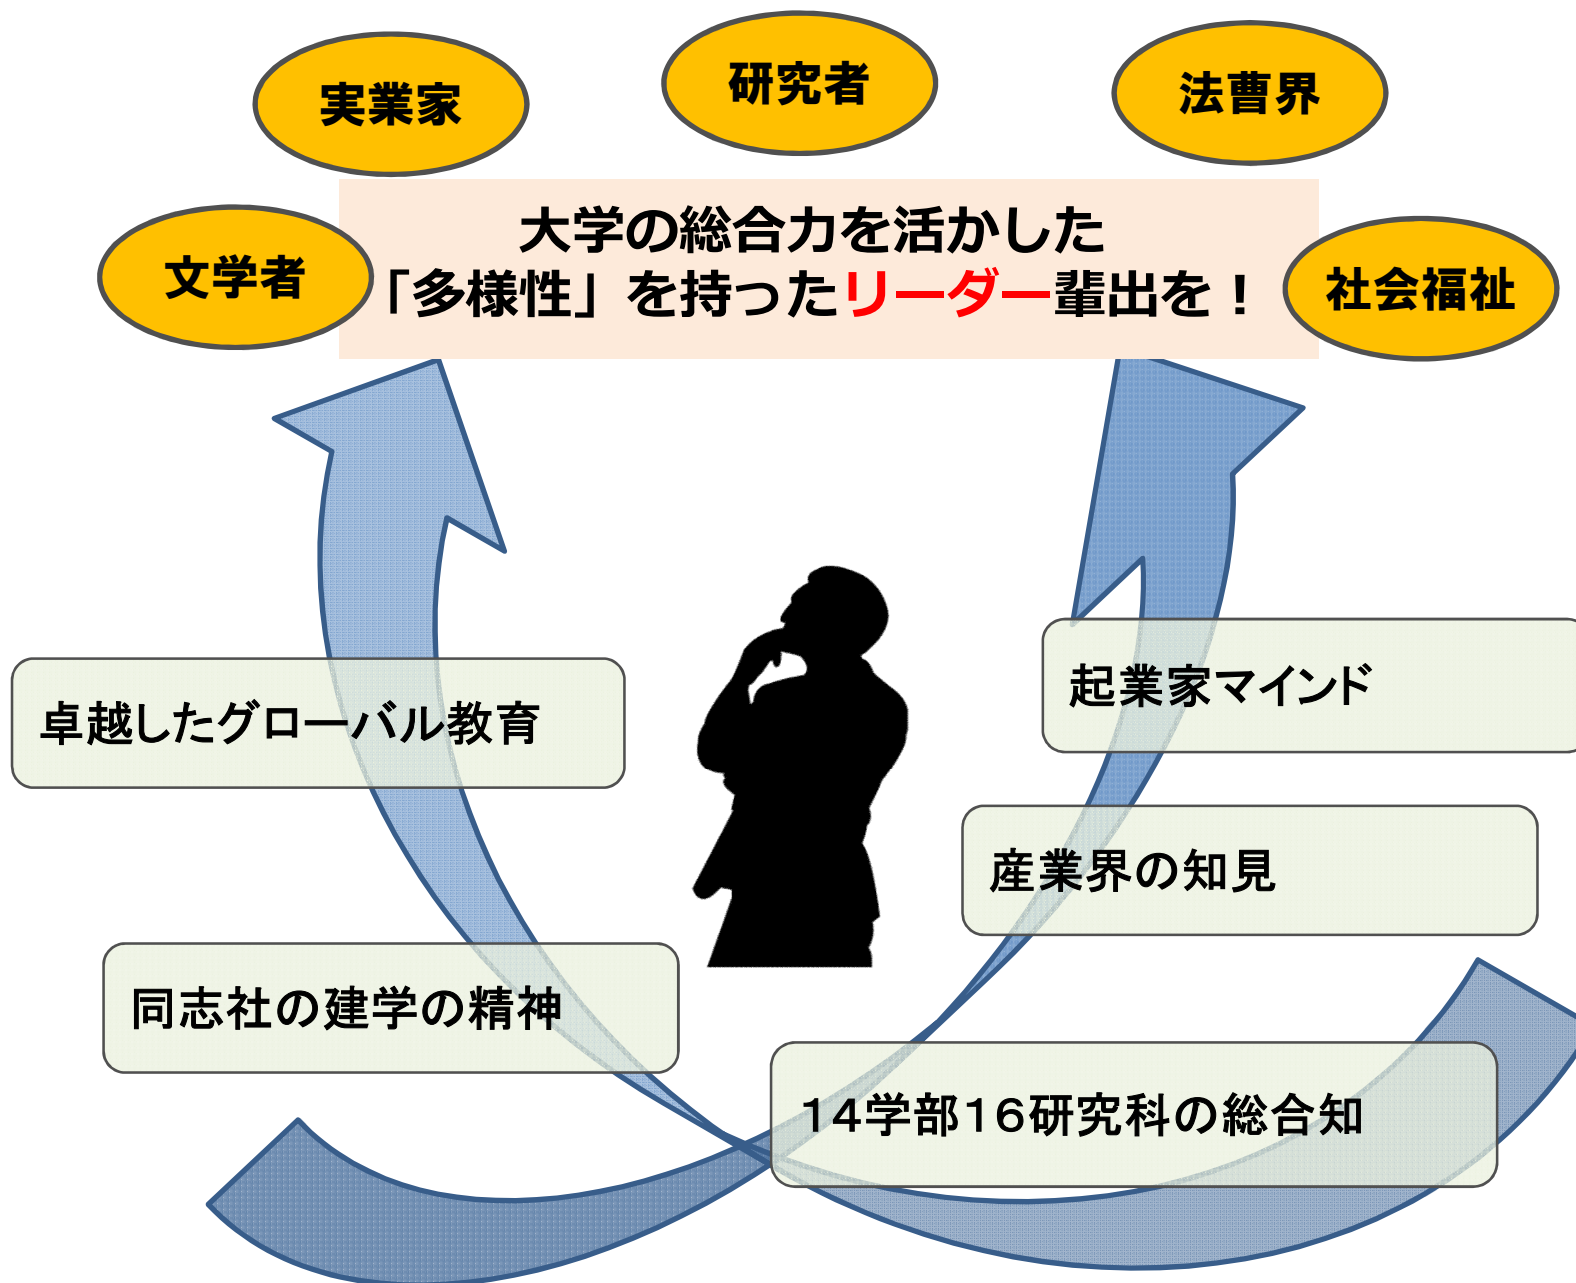 実業家
研究者
法曹界
文学者
大学の総合力を活かした
「多様性」を持ったリーダー輩出を！
社会福祉
卓越したグローバル教育
起業家マインド
産業界の知見
同志社の建学の精神
14学部16研究科の総合知